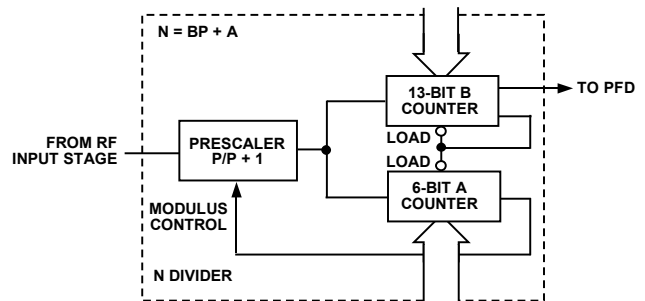 N = BP + A
13-BIT B
COUNTER
TO PFD
FROM RF
INPUT STAGE
PRESCALER
P/P + 1
LOAD
LOAD
6-BIT A
COUNTER
MODULUS
CONTROL
N DIVIDER